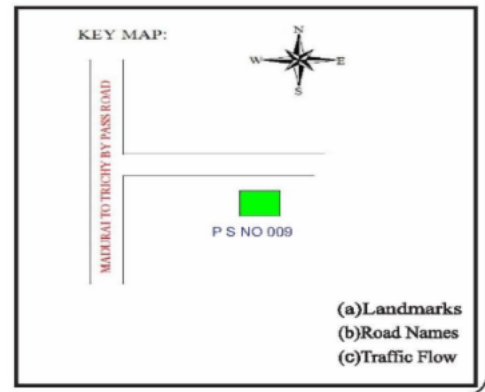 KEY MAP:
N
W
E
S
MADURAI TO TRICHY BY PASS ROAD
P S NO 009
(a)Landmarks
(b)Road Names
(c)Traffic Flow